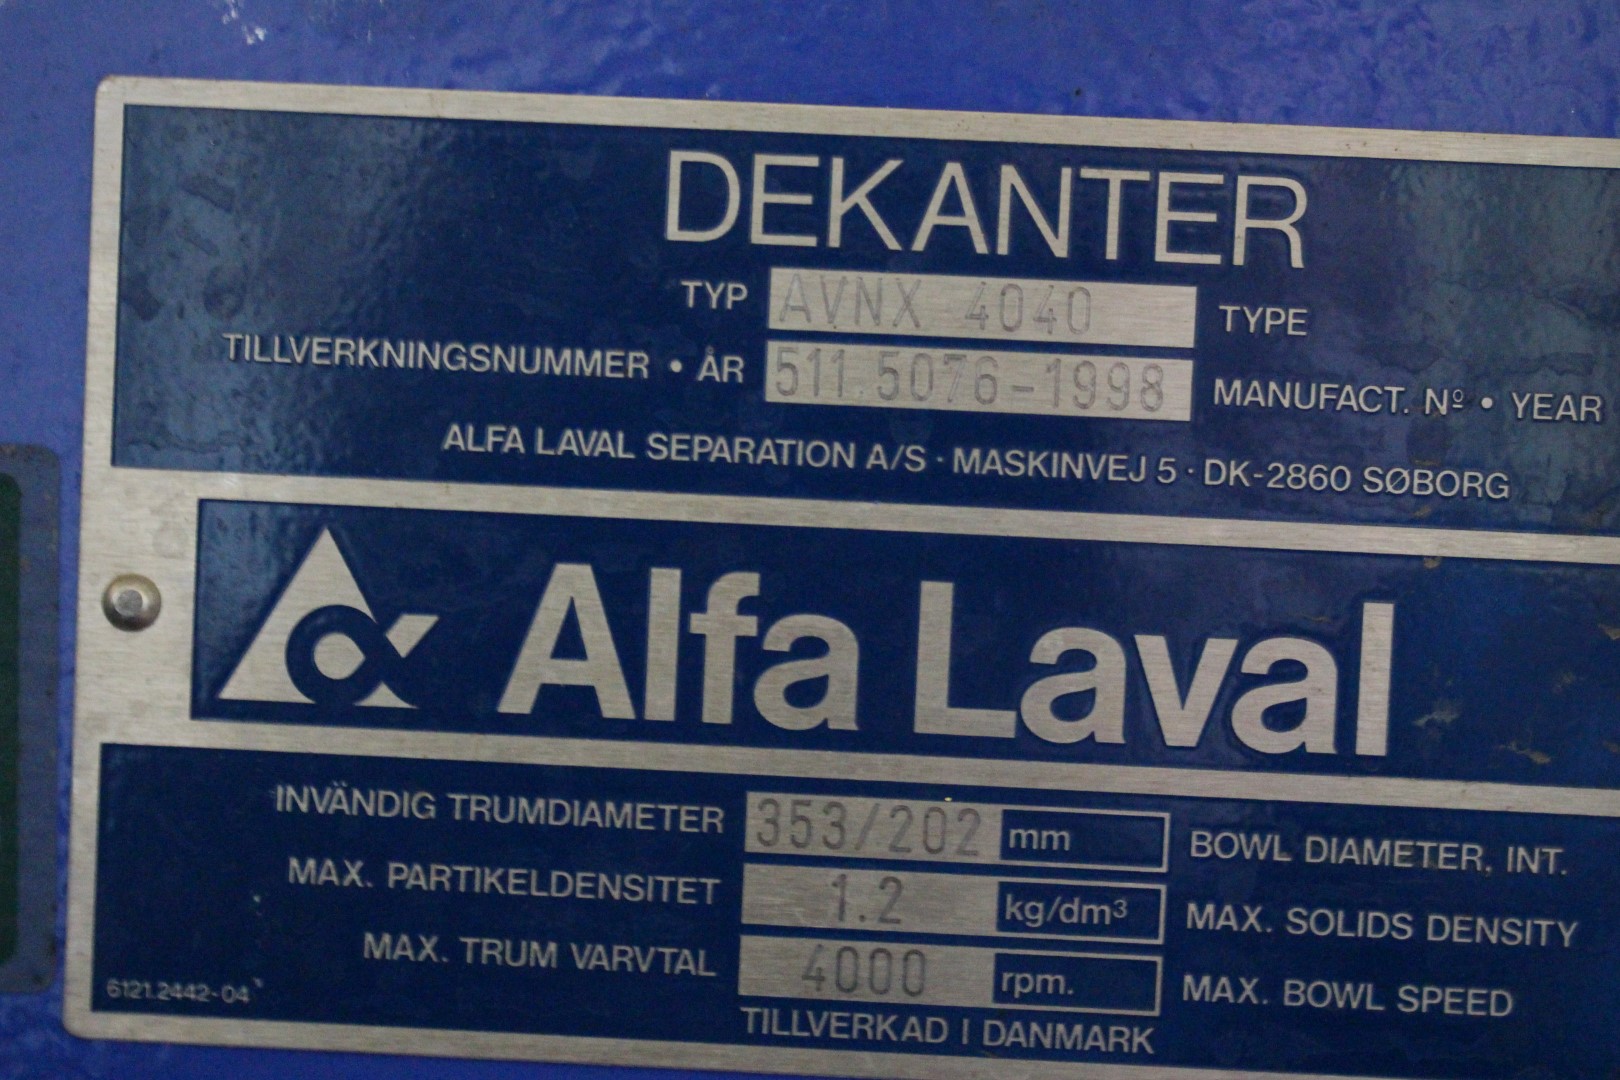 DEKANTER
TYP AVNX 4040 TYPE
TILLVERKNINGSNUMMER • ÅR 511.5076-1998 MANUFACT. Nº • YEAR
ALFA LAVAL SEPARATION A/S · MASKINVEJ 5 · DK-2860 SØBORG
Alfa Laval
INVÄNDIG TRUMDIAMETER 353/202 mm BOWL DIAMETER, INT.
MAX. PARTIKELDENSITET 1.2 kg/dm³ MAX. SOLIDS DENSITY
MAX. TRUM VARVTAL 4000 rpm. MAX. BOWL SPEED
6121.2442-04
TILLVERKAD I DANMARK